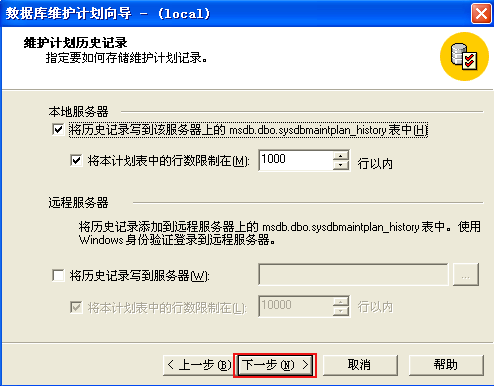 数据库维护计划向导 - (local)
维护计划历史记录
指定要如何存储维护计划记录。
本地服务器
将历史记录写到该服务器上的 msdb.dbo.sysdbmaintplan_history 表中(H)
将本计划表中的行数限制在(M): 1000 行以内
远程服务器
将历史记录添加到远程服务器上的 msdb.dbo.sysdbmaintplan_history 表中。使用
Windows 身份验证登录到远程服务器。
将历史记录写到服务器(W): ...
将本计划表中的行数限制在(L): 10000 行以内
< 上一步(B) 下一步(N) > 取消 帮助